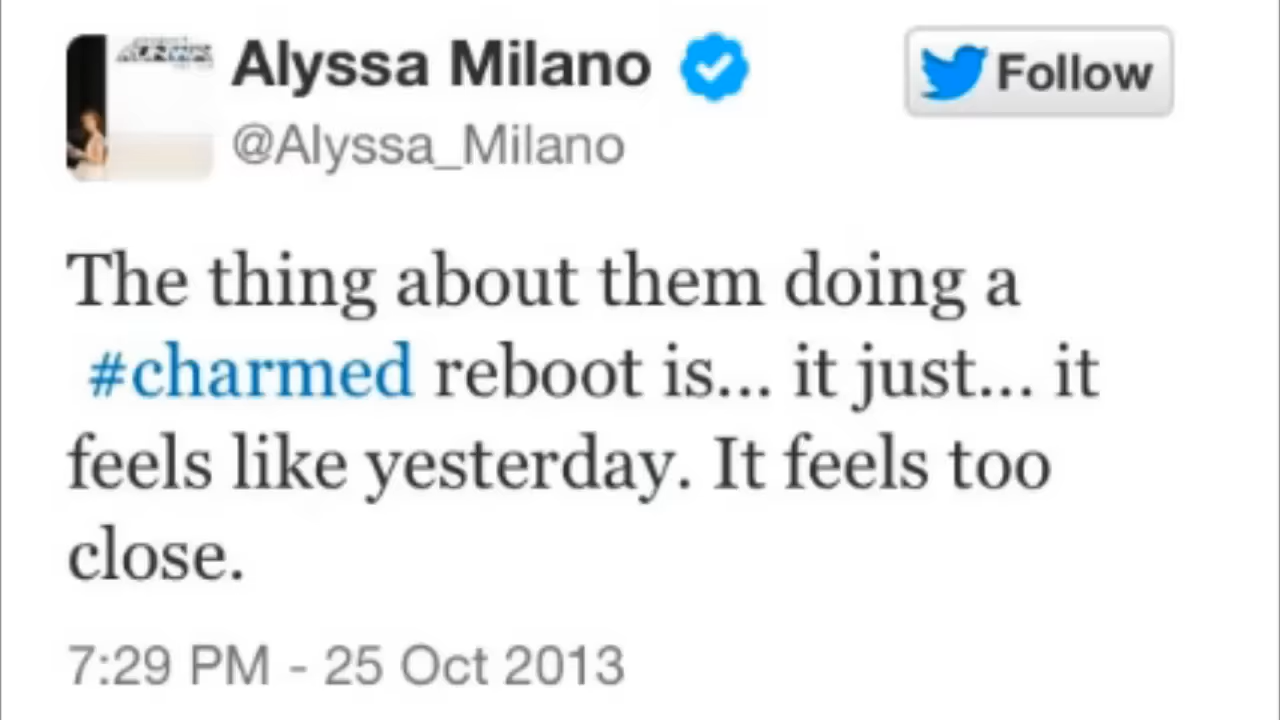 Alyssa Milano
Follow
@Alyssa_Milano
The thing about them doing a
#charmed reboot is... it just... it
feels like yesterday. It feels too
close.
7:29 PM - 25 Oct 2013